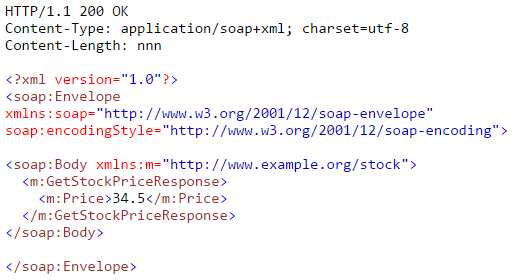 HTTP/1.1 200 OK
Content-Type: application/soap+xml; charset=utf-8
Content-Length: nnn

<?xml version="1.0"?>
<soap:Envelope
xmlns:soap="http://www.w3.org/2001/12/soap-envelope"
soap:encodingStyle="http://www.w3.org/2001/12/soap-encoding">

<soap:Body xmlns:m="http://www.example.org/stock">
  <m:GetStockPriceResponse>
    <m:Price>34.5</m:Price>
  </m:GetStockPriceResponse>
</soap:Body>

</soap:Envelope>